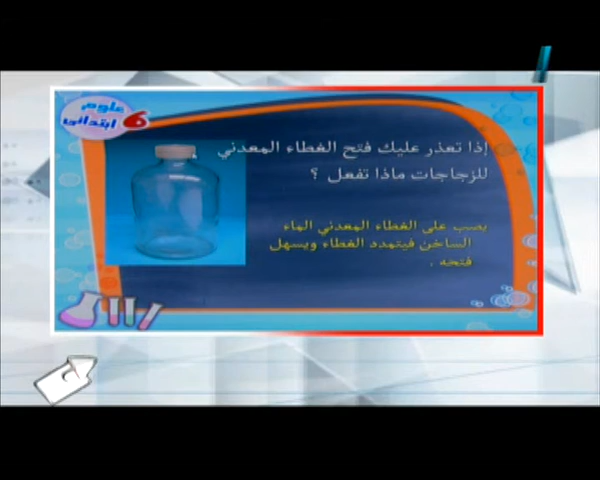 علوم
6 ابتدائى
إذا تعذر عليك فتح الغطاء المعدني
للزجاجات ماذا تفعل ؟
يصب على الغطاء المعدني الماء
الساخن فيتمدد الغطاء ويسهل
فتحه .